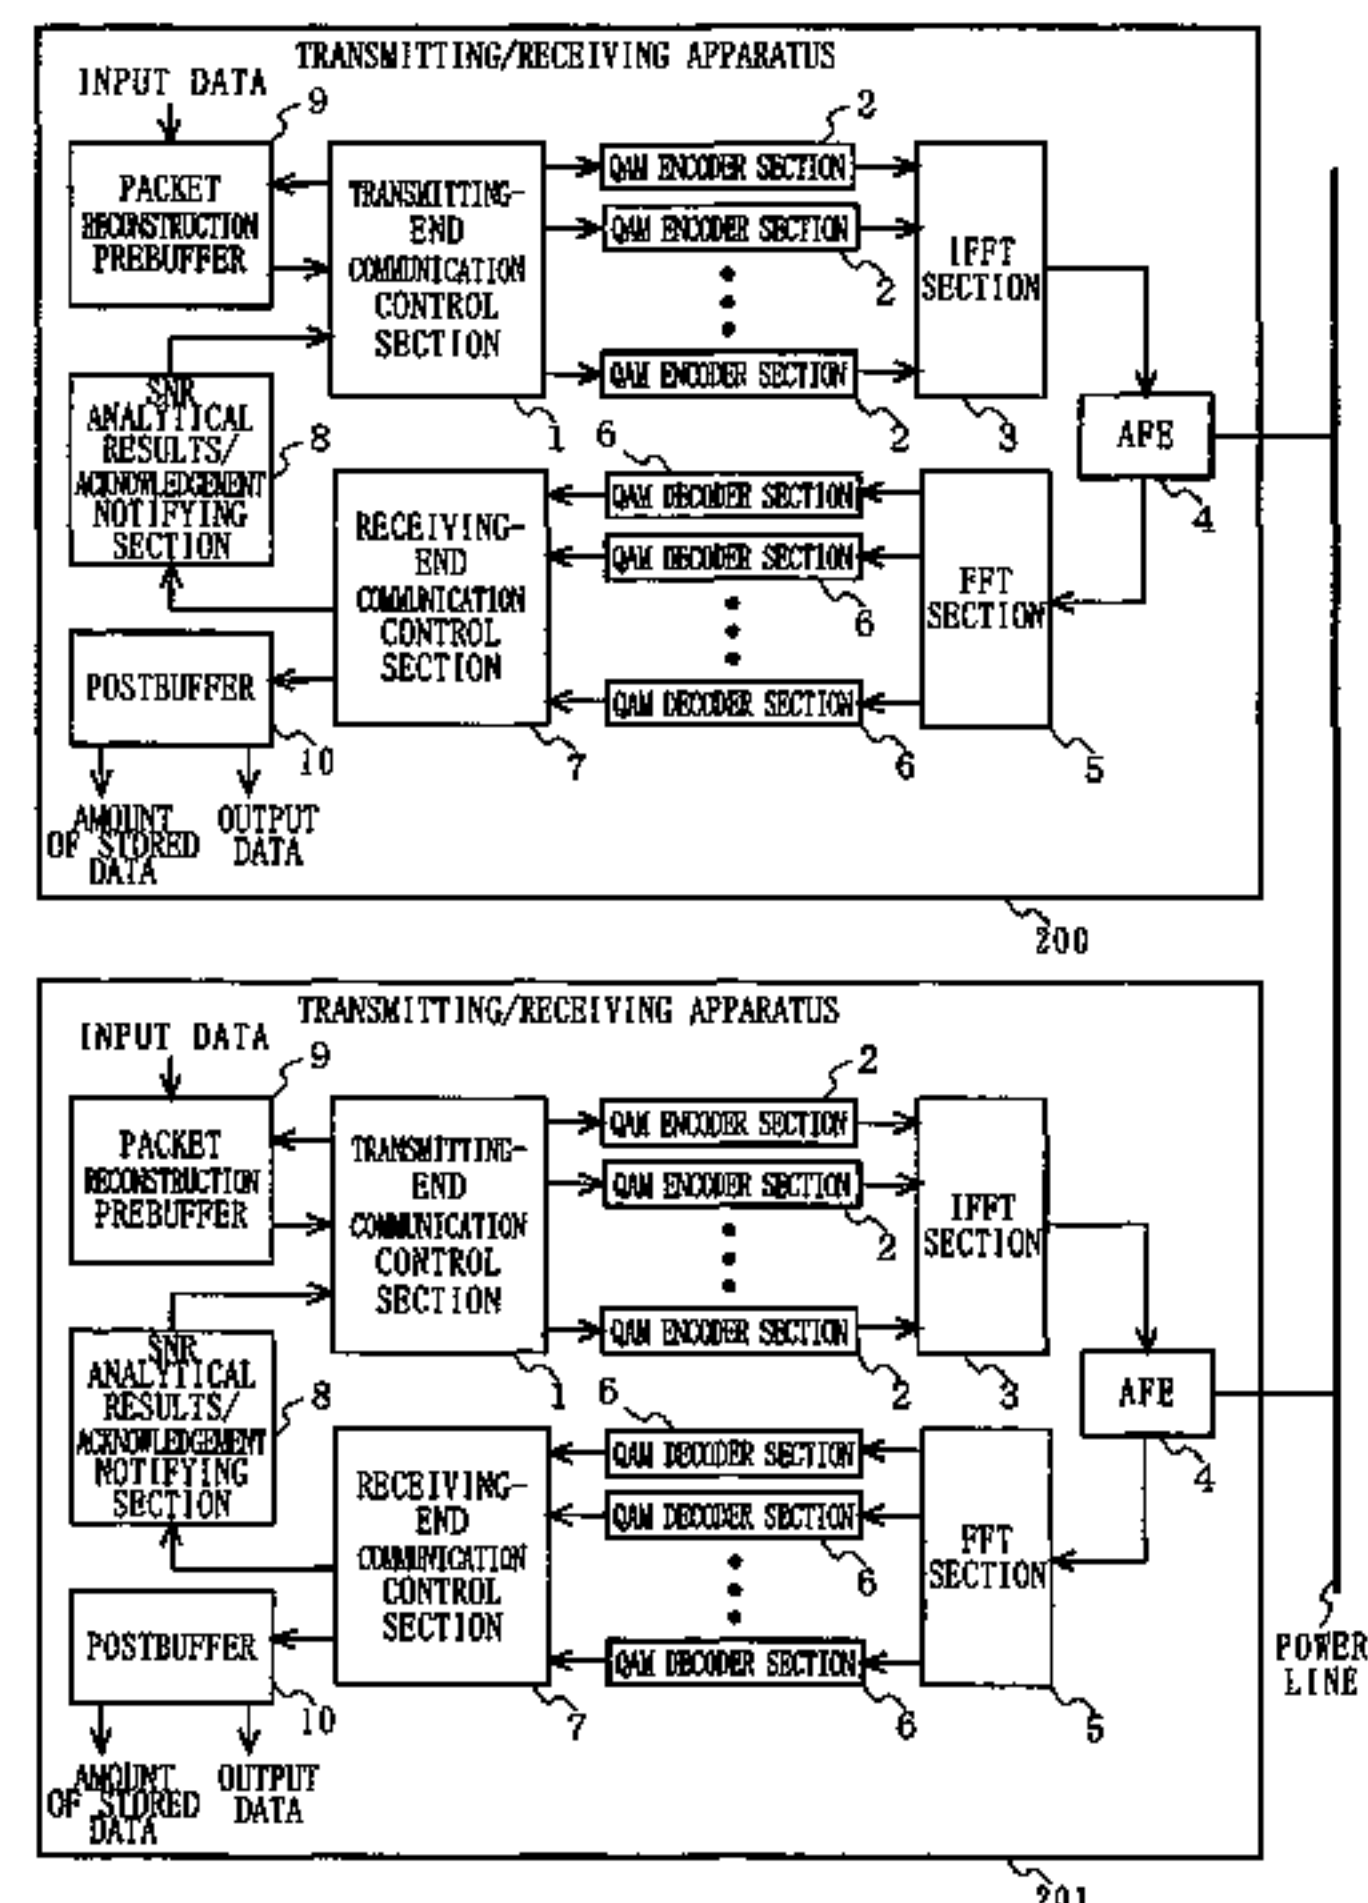 TRANSMITTING/RECEIVING APPARATUS
INPUT DATA
9
2
PACKET
RECONSTRUCTION
PREBUFFER
TRANSMITTING-
END
COMMUNICATION
CONTROL
SECTION
QAM ENCODER SECTION
QAM ENCODER SECTION
2
QAM ENCODER SECTION
IFFT
SECTION
SNR
ANALYTICAL
RESULTS/
ACKNOWLEDGEMENT
NOTIFYING
SECTION
8
1
6
2
3
AFE
4
RECEIVING-
END
COMMUNICATION
CONTROL
SECTION
QAM DECODER SECTION
QAM DECODER SECTION
6
QAM DECODER SECTION
FFT
SECTION
POSTBUFFER
10
7
6
5
AMOUNT
OF STORED
DATA
OUTPUT
DATA
200
TRANSMITTING/RECEIVING APPARATUS
INPUT DATA
9
2
PACKET
RECONSTRUCTION
PREBUFFER
TRANSMITTING-
END
COMMUNICATION
CONTROL
SECTION
QAM ENCODER SECTION
QAM ENCODER SECTION
2
QAM ENCODER SECTION
IFFT
SECTION
SNR
ANALYTICAL
RESULTS/
ACKNOWLEDGEMENT
NOTIFYING
SECTION
8
1
6
2
3
AFE
4
RECEIVING-
END
COMMUNICATION
CONTROL
SECTION
QAM DECODER SECTION
QAM DECODER SECTION
6
QAM DECODER SECTION
FFT
SECTION
POWER
LINE
POSTBUFFER
10
7
6
5
AMOUNT
OF STORED
DATA
OUTPUT
DATA
201